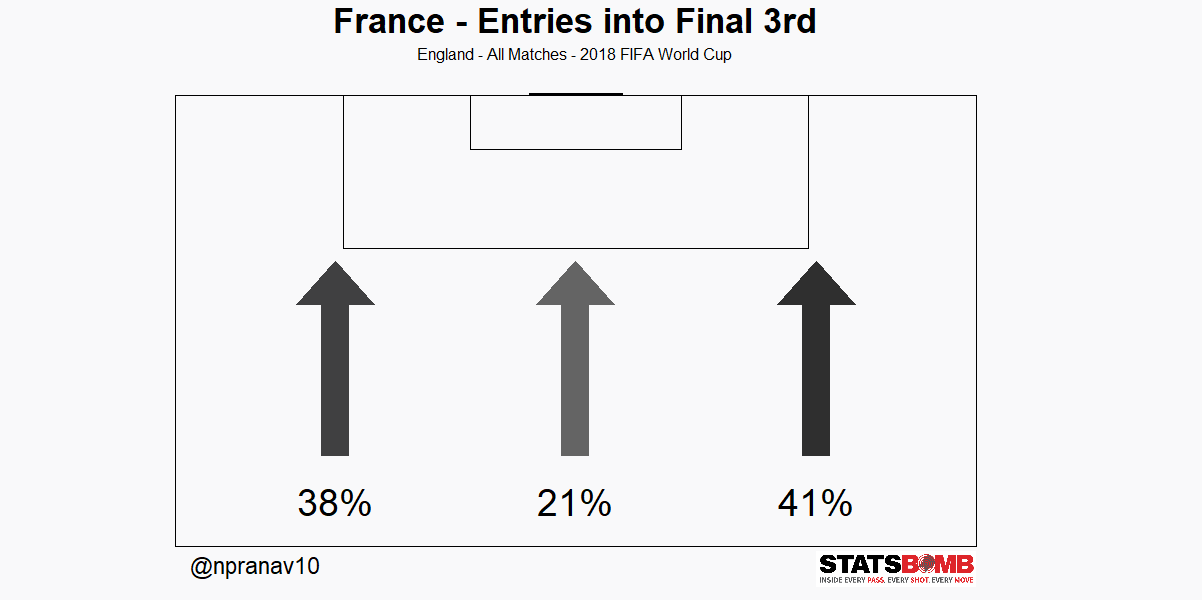 France - Entries into Final 3rd
England - All Matches - 2018 FIFA World Cup
38% 21% 41%
@npranav10
STATSBOMB
INSIDE EVERY PASS. EVERY SHOT. EVERY MOVE